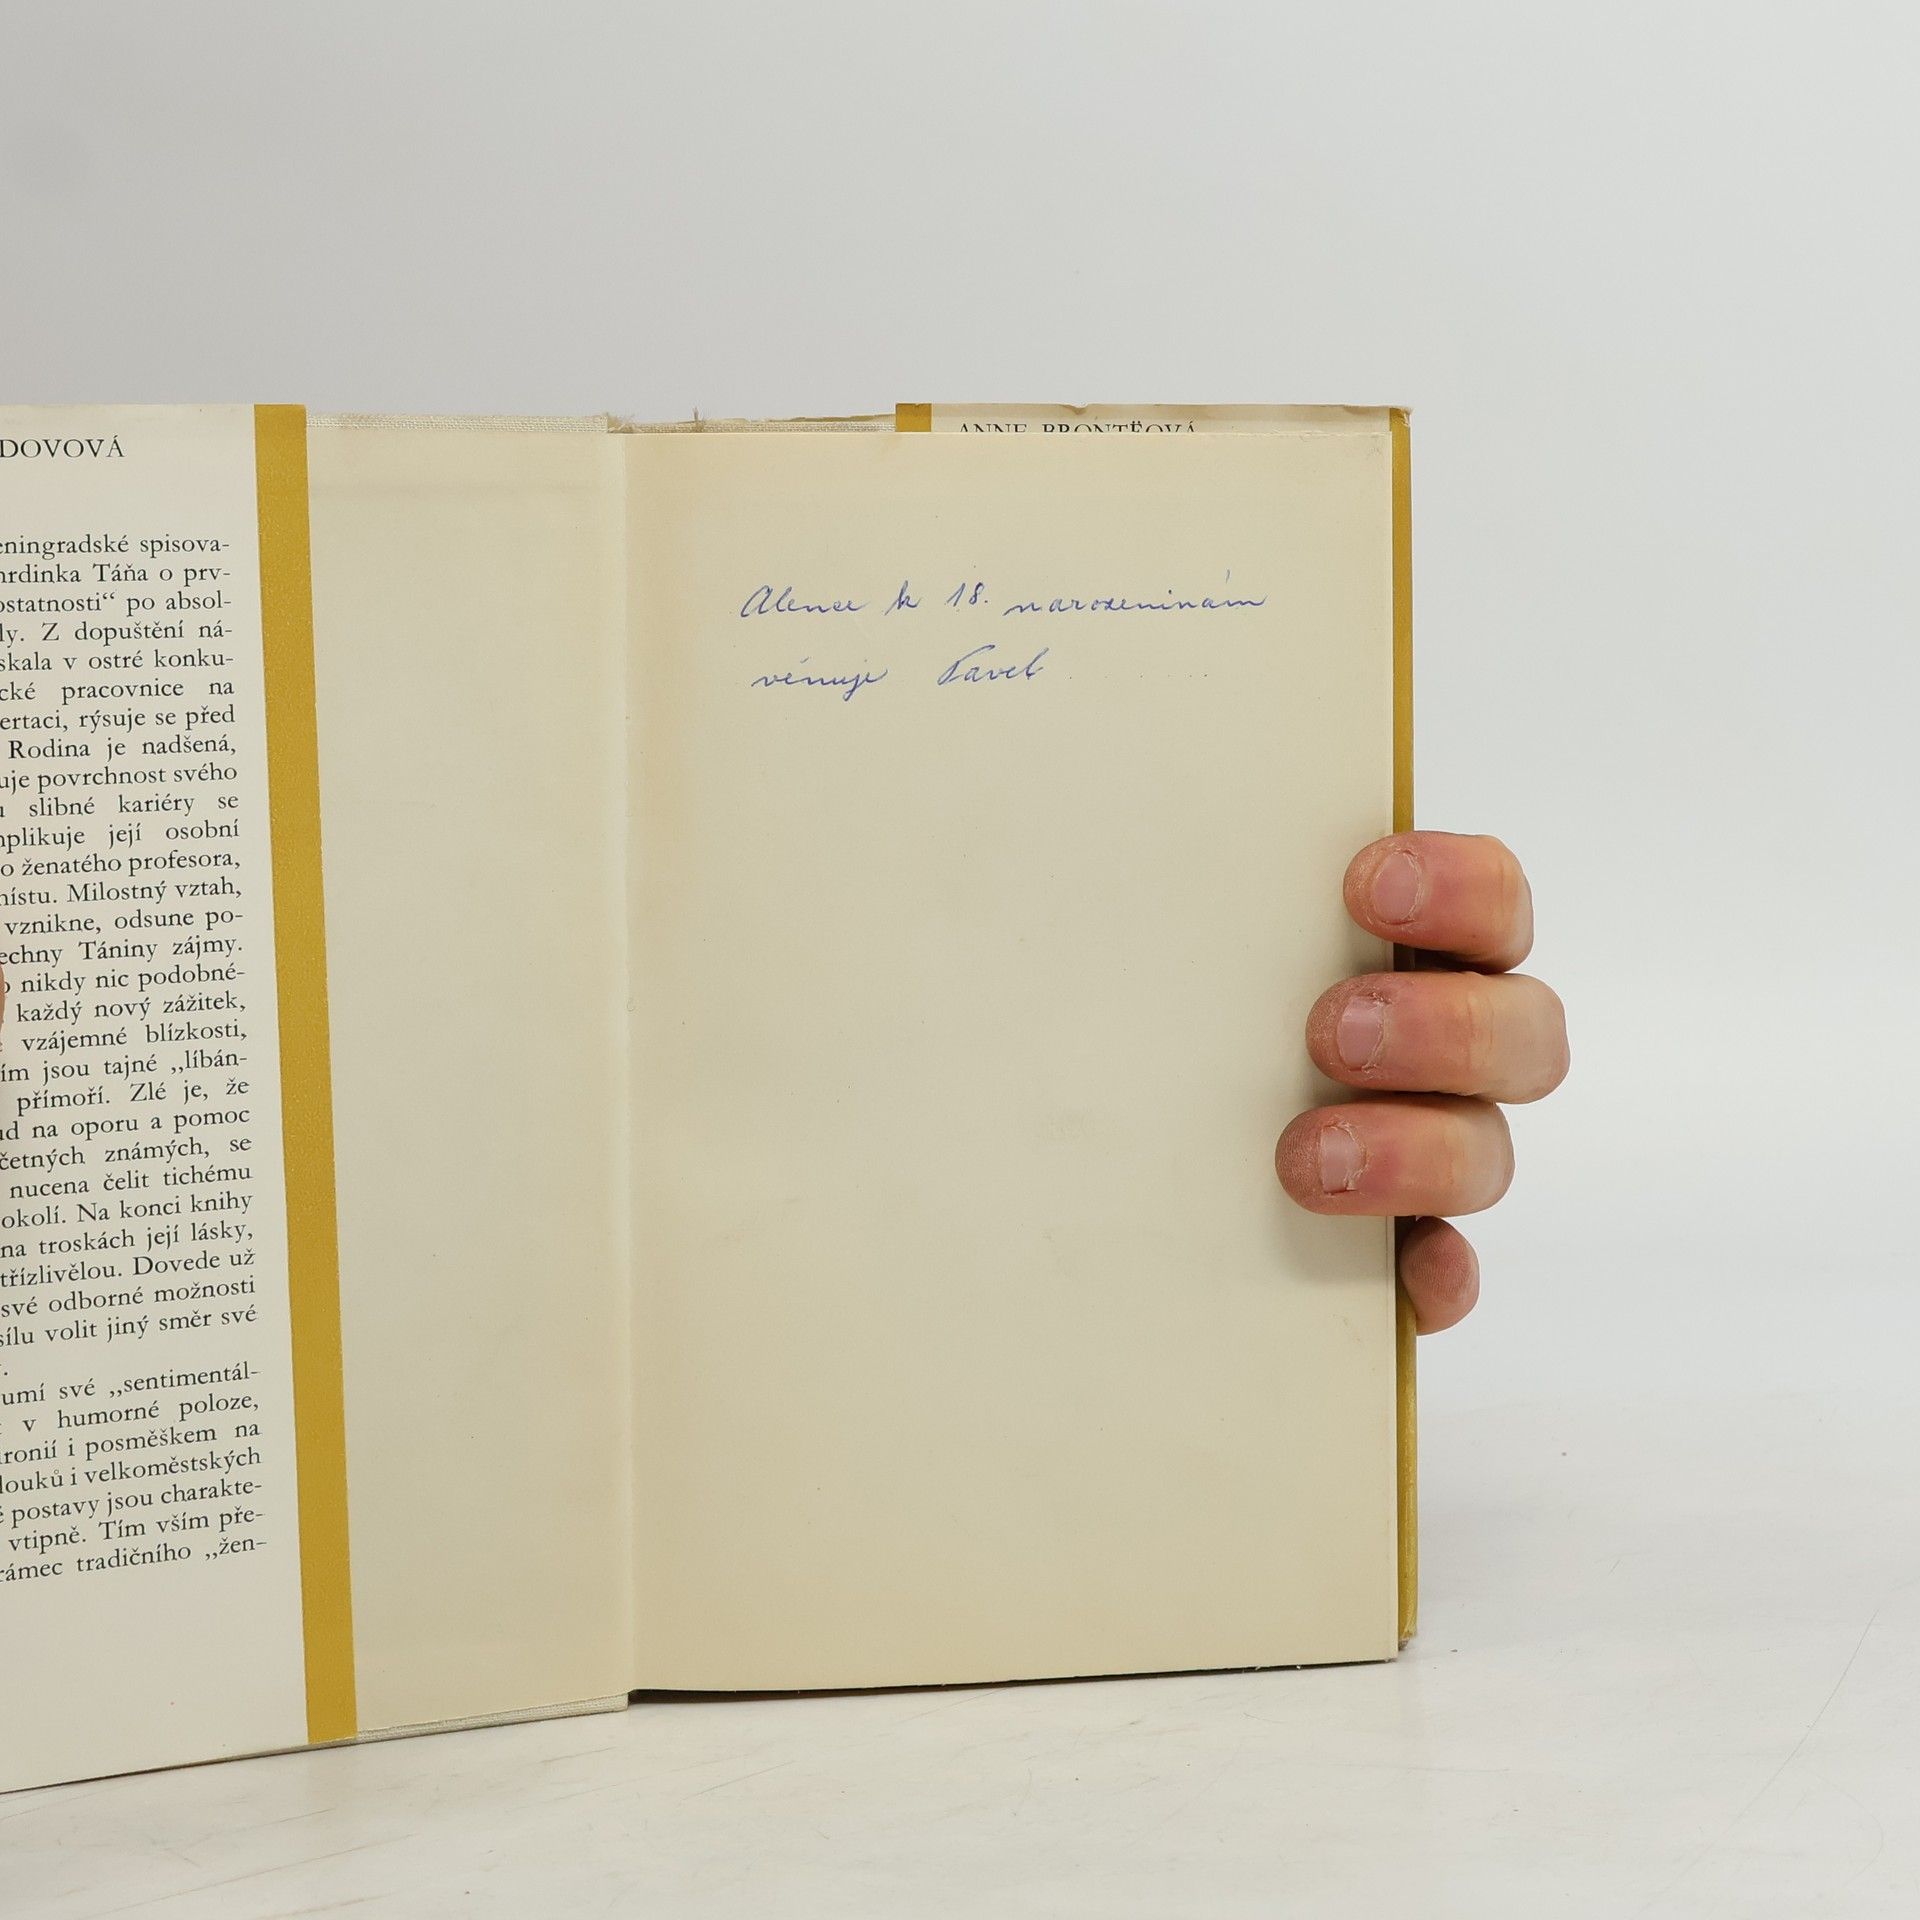 DOVOVÁ
eningradské spisova-
hrdinka Táňa o prv-
ostatnosti“ po absol-
ly. Z dopuštění ná-
skala v ostré konku-
cké pracovnice na
ertaci, rýsuje se před
Rodina je nadšená,
uje povrchnost svého
u slibné kariéry se
mplikuje její osobní
o ženatého profesora,
místu. Milostný vztah,
vznikne, odsune po-
echny Tániny zájmy.
o nikdy nic podobné-
každý nový zážitek,
vzájemné blízkosti,
ím jsou tajné „líbán-
přímoří. Zlé je, že
ud na oporu a pomoc
četných známých, se
nucena čelit tichému
okolí. Na konci knihy
na troskách její lásky,
třízlivělou. Dovede už
své odborné možnosti
sílu volit jiný směr své
.
umí své „sentimentál-
v humorné poloze,
ironií i posměškem na
louků i velkoměstských
é postavy jsou charakte-
vtipně. Tím vším pře-
rámec tradičního „žen-
ANNE BRONTËOVÁ
Alence k 18. narozeninám
věnuje Pavel